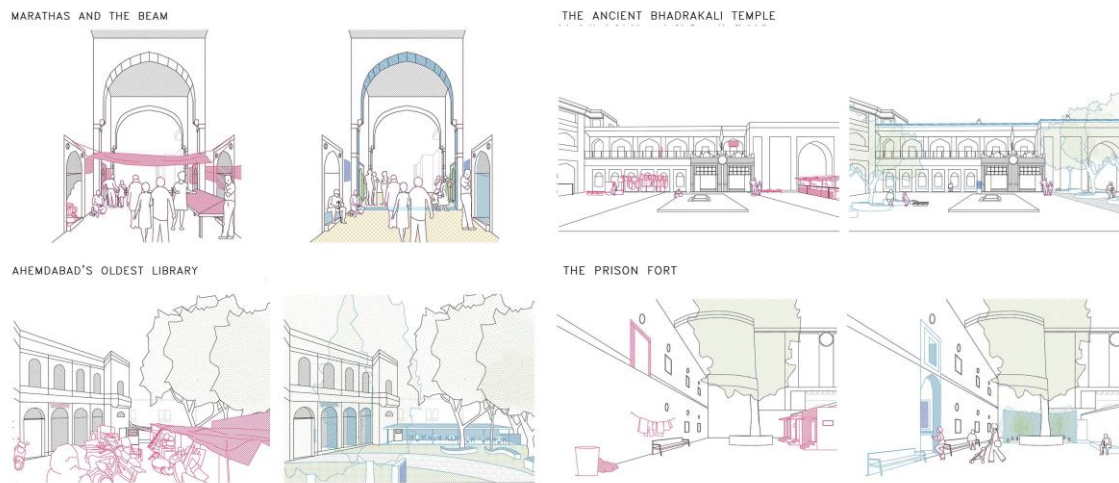 MARATHAS AND THE BEAM
THE ANCIENT BHADRAKALI TEMPLE
AHEMDABAD'S OLDEST LIBRARY
THE PRISON FORT